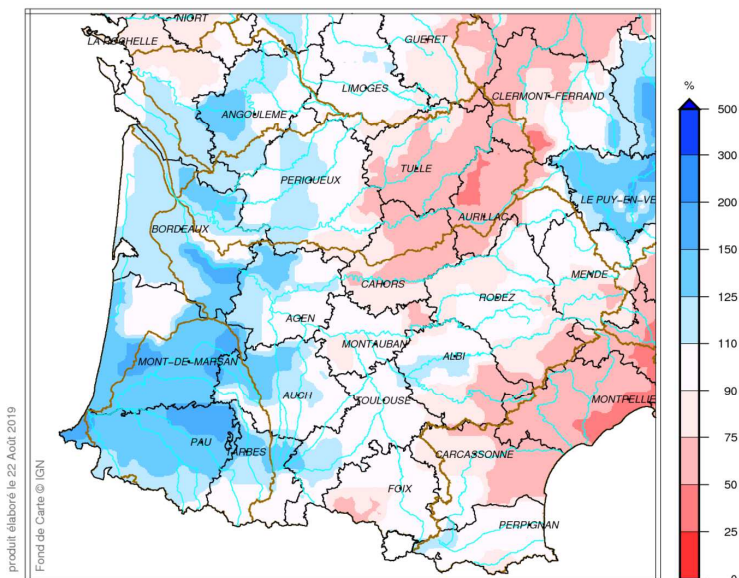 NIORT
LA ROCHELLE
GUERET
CLERMONT-FERRAND
LIMOGES
ANGOULEME
TULLE
PERIGUEUX
LE PUY-EN-VE
AURILLAC
BORDEAUX
MENDE
CAHORS
RODEZ
AGEN
MONTAUBAN
ALBI
MONT-DE-MARSAN
AUCH
TOULOUSE
MONTPELLIE
PAU
TARBES
CARCASSONNE
FOIX
PERPIGNAN
%
500
300
200
150
125
110
90
75
50
25
0
produit élaboré le 22 Août 2019
Fond de Carte © IGN